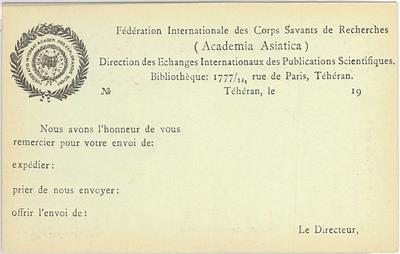 Fédération Internationale des Corps Savants de Recherches
(Academia Asiatica)
Direction des Echanges Internationaux des Publications Scientifiques.
Bibliothèque: 1777/14, rue de Paris, Téhéran.
№ Téhéran, le 19
Nous avons l'honneur de vous
remercier pour votre envoi de:
expédier:
prier de nous envoyer:
offrir l'envoi de:
Le Directeur,